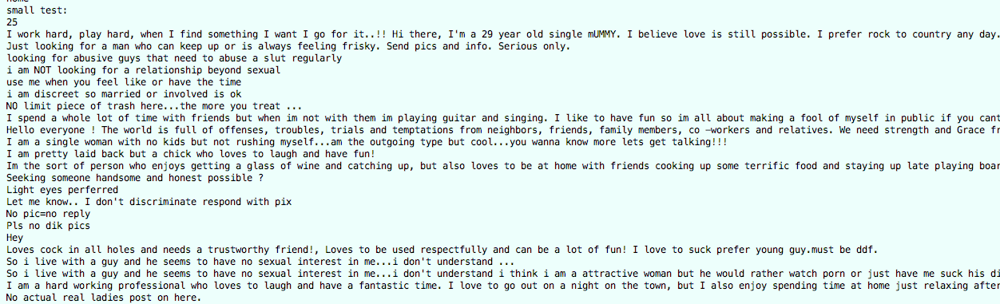 home
small test:
25
I work hard, play hard, when I find something I want I go for it..!! Hi there, I'm a 29 year old single mUMMY. I believe love is still possible. I prefer rock to country any day.
Just looking for a man who can keep up or is always feeling frisky. Send pics and info. Serious only.
looking for abusive guys that need to abuse a slut regularly
i am NOT looking for a relationship beyond sexual
use me when you feel like or have the time
i am discreet so married or involved is ok
NO limit piece of trash here...the more you treat ...
I spend a whole lot of time with friends but when im not with them im playing guitar and singing. I like to have fun so im all about making a fool of myself in public if you cant
Hello everyone ! The world is full of offenses, troubles, trials and temptations from neighbors, friends, family members, co –workers and relatives. We need strength and Grace fr
I am a single woman with no kids but not rushing myself...am the outgoing type but cool...you wanna know more lets get talking!!!
I am pretty laid back but a chick who loves to laugh and have fun!
Im the sort of person who enjoys getting a glass of wine and catching up, but also loves to be at home with friends cooking up some terrific food and staying up late playing boar
Seeking someone handsome and honest possible ?
Light eyes perferred
Let me know.. I don't discriminate respond with pix
No pic=no reply
Pls no dik pics
Hey
Loves cock in all holes and needs a trustworthy friend!, Loves to be used respectfully and can be a lot of fun! I love to suck prefer young guy.must be ddf.
So i live with a guy and he seems to have no sexual interest in me...i don't understand ...
So i live with a guy and he seems to have no sexual interest in me...i don't understand i think i am a attractive woman but he would rather watch porn or just have me suck his di
I am a hard working professional who loves to laugh and have a fantastic time. I love to go out on a night on the town, but I also enjoy spending time at home just relaxing after
No actual real ladies post on here.